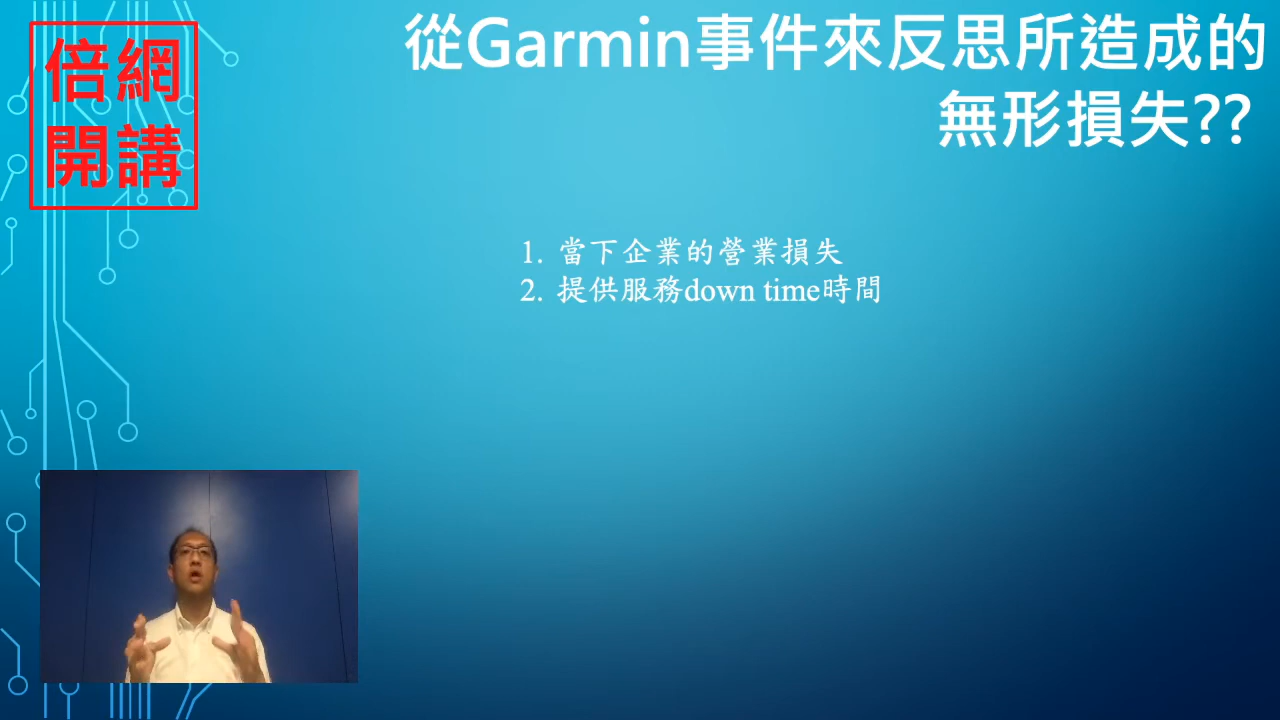 倍網
開講
從Garmin事件來反思所造成的
無形損失??
1. 當下企業的營業損失
2. 提供服務down time時間